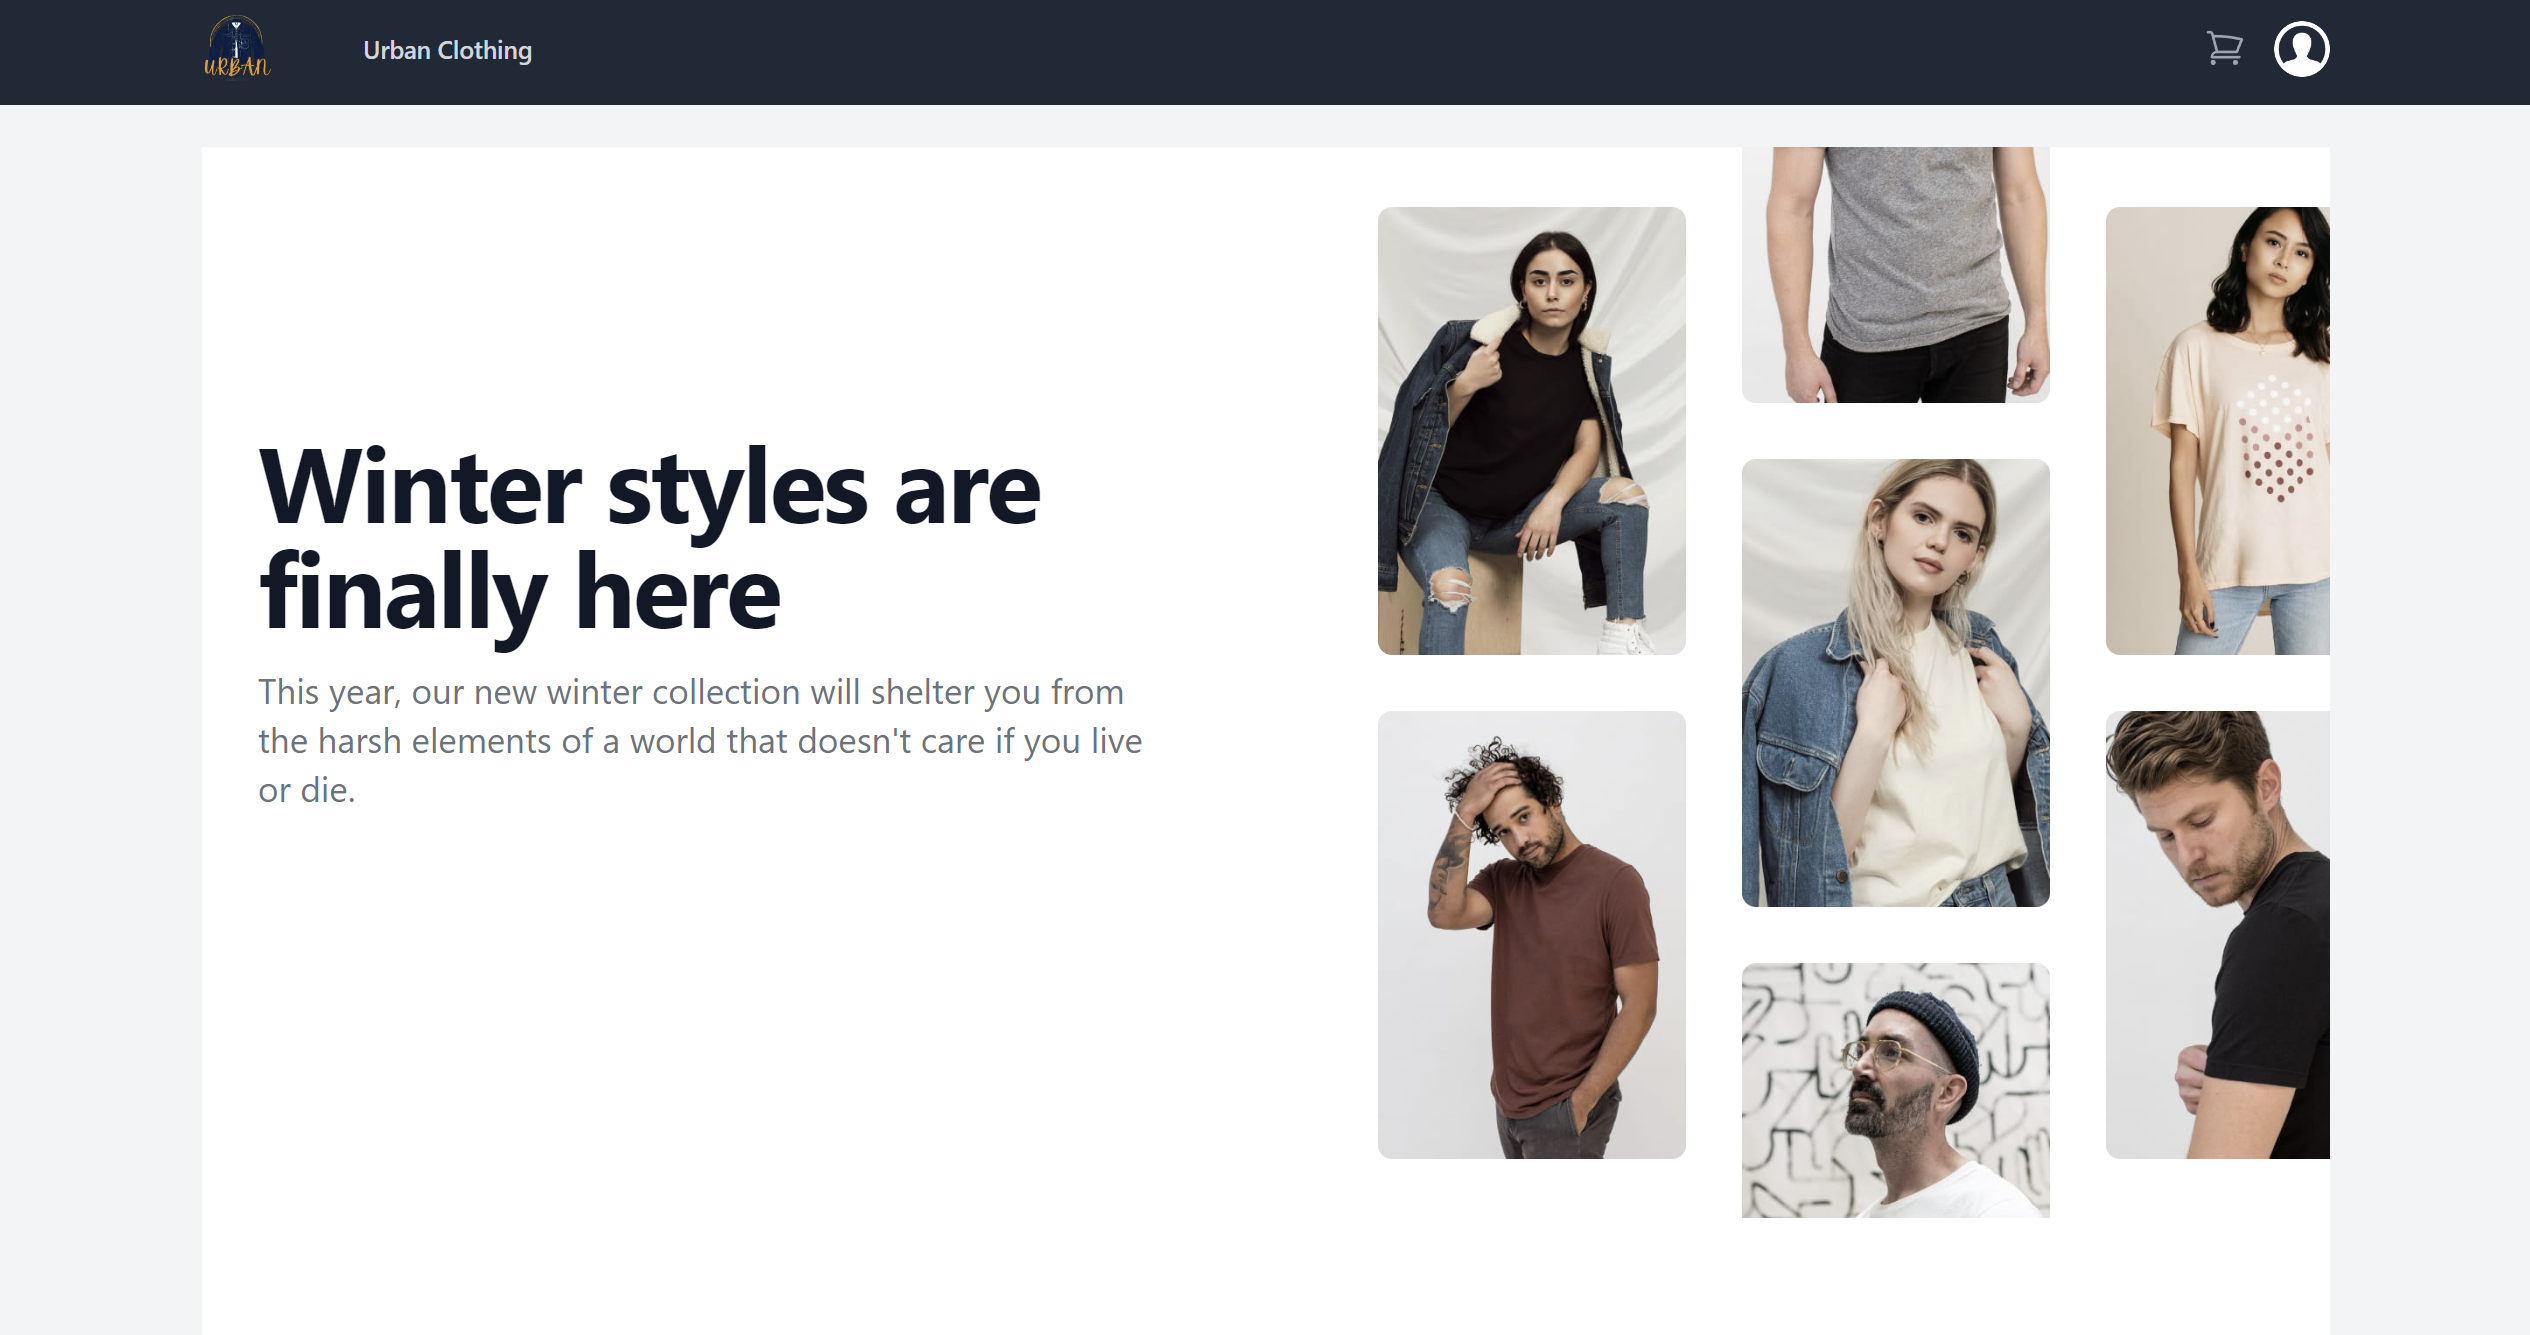 URBAN
Urban Clothing
Winter styles are
finally here
This year, our new winter collection will shelter you from
the harsh elements of a world that doesn't care if you live
or die.